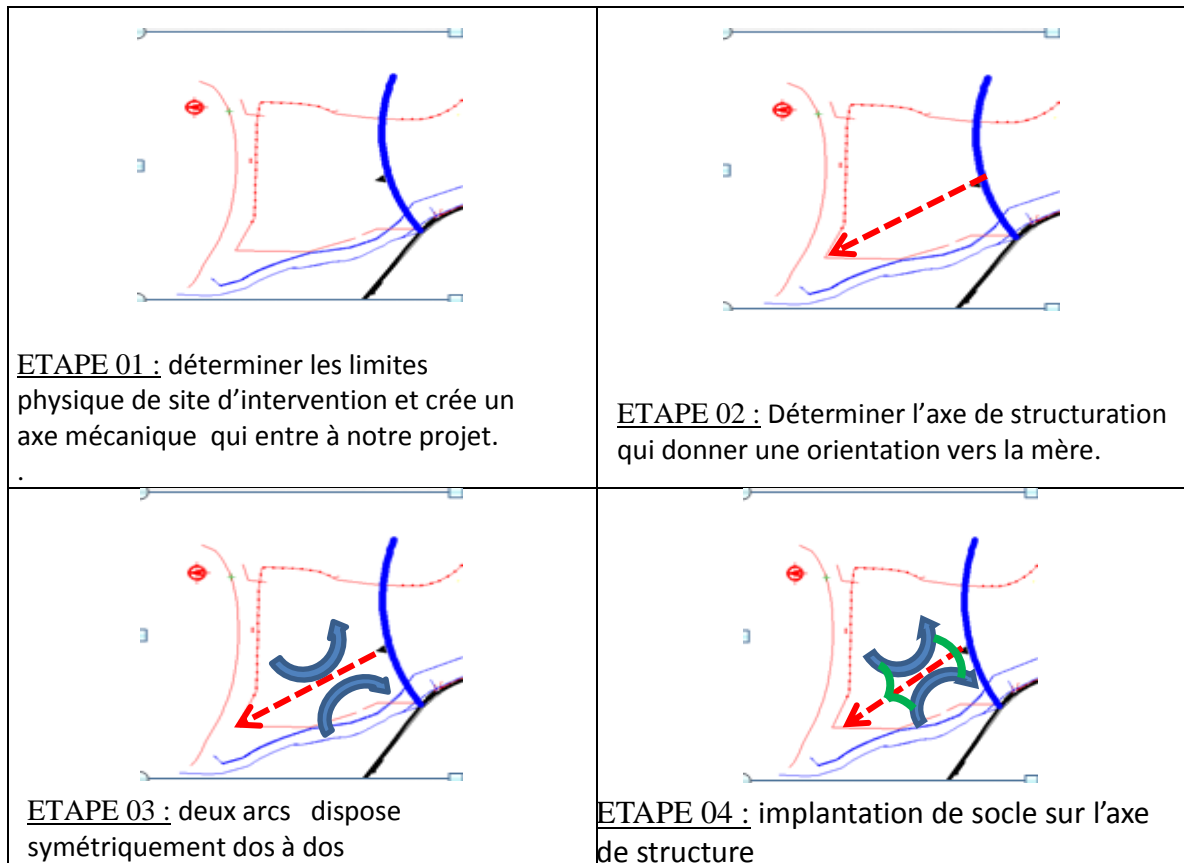 ETAPE 01 : déterminer les limites
physique de site d’intervention et crée un
axe mécanique qui entre à notre projet.
.
ETAPE 02 : Déterminer l’axe de structuration
qui donner une orientation vers la mère.
ETAPE 03 : deux arcs dispose
symétriquement dos à dos
ETAPE 04 : implantation de socle sur l’axe
de structure